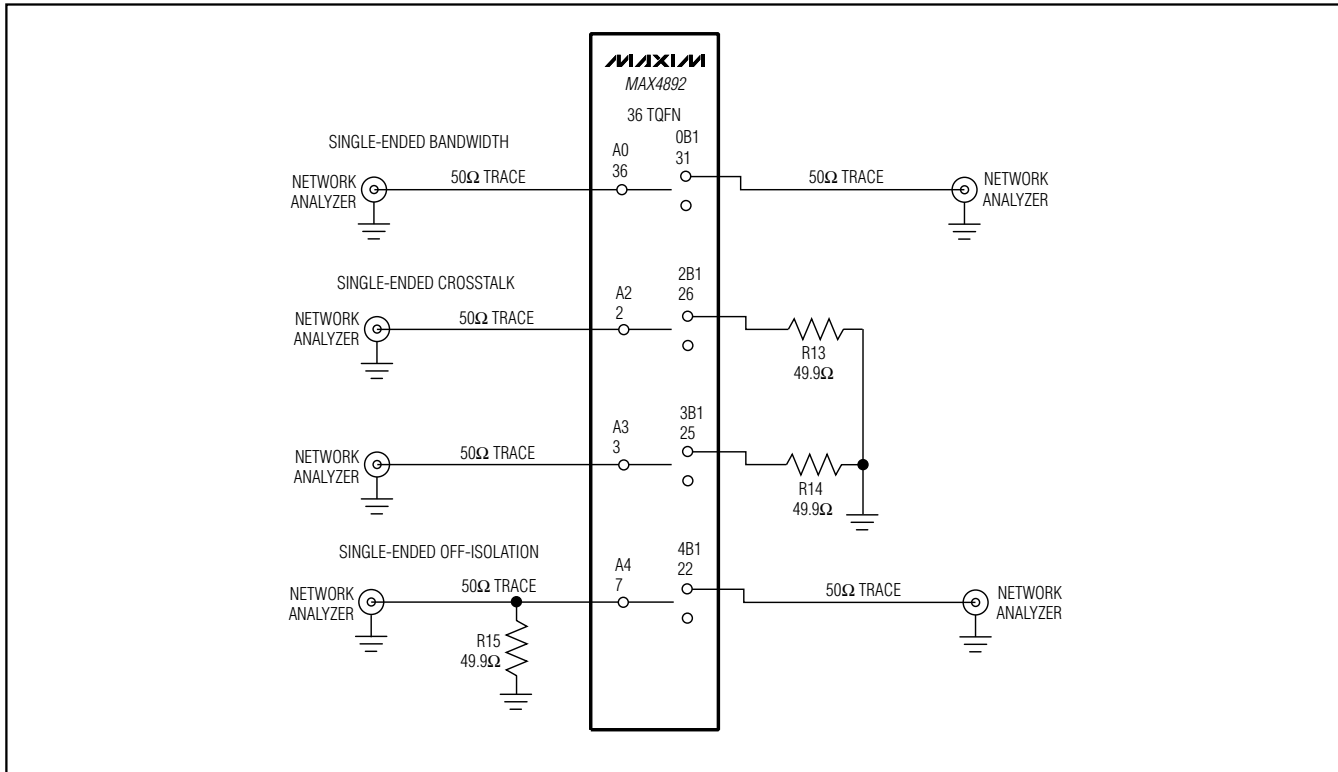 MAXIM
MAX4892
36 TQFN
SINGLE-ENDED BANDWIDTH
NETWORK
ANALYZER
50Ω TRACE
A0
36
0B1
31
50Ω TRACE
NETWORK
ANALYZER
SINGLE-ENDED CROSSTALK
NETWORK
ANALYZER
50Ω TRACE
A2
2
2B1
26
R13
49.9Ω
NETWORK
ANALYZER
50Ω TRACE
A3
3
3B1
25
R14
49.9Ω
SINGLE-ENDED OFF-ISOLATION
NETWORK
ANALYZER
50Ω TRACE
R15
49.9Ω
A4
7
4B1
22
50Ω TRACE
NETWORK
ANALYZER